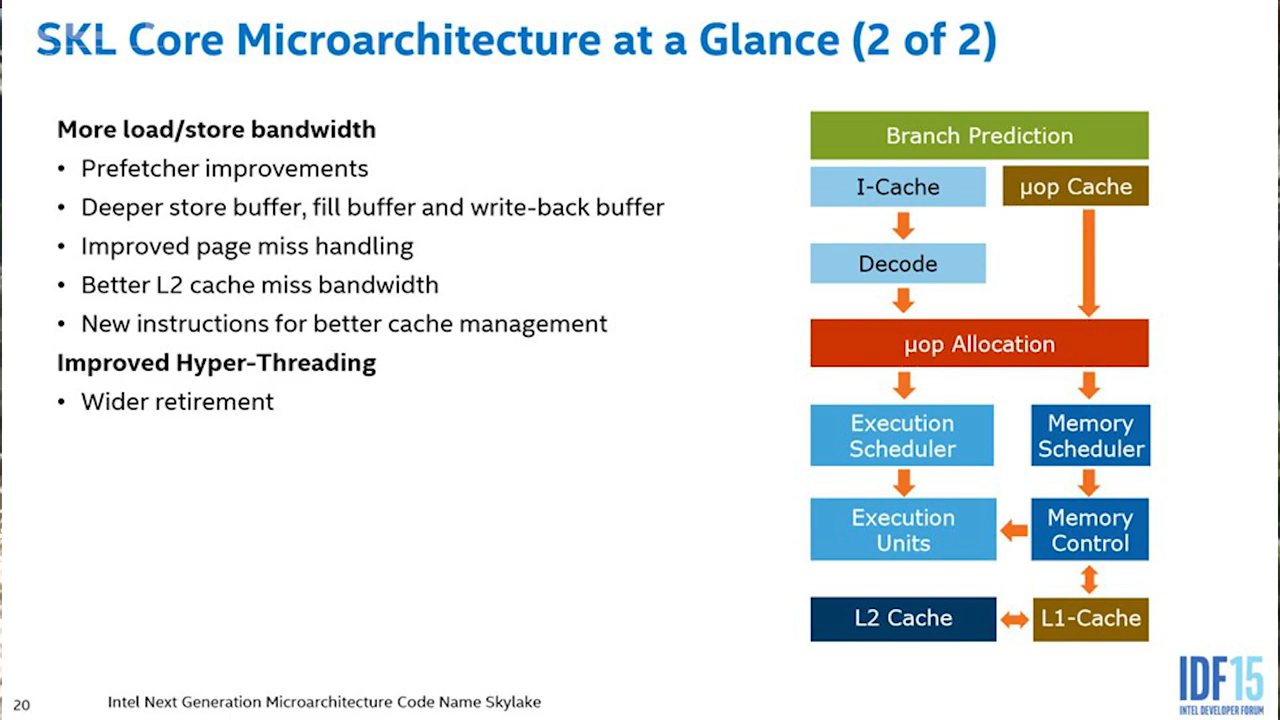 SKL Core Microarchitecture at a Glance (2 of 2)
More load/store bandwidth
• Prefetcher improvements
• Deeper store buffer, fill buffer and write-back buffer
• Improved page miss handling
• Better L2 cache miss bandwidth
• New instructions for better cache management
Improved Hyper-Threading
• Wider retirement
Branch Prediction
I-Cache
µop Cache
Decode
µop Allocation
Execution
Scheduler
Memory
Scheduler
Execution
Units
Memory
Control
L2 Cache
L1-Cache
20
Intel Next Generation Microarchitecture Code Name Skylake
IDF15
INTEL DEVELOPER FORUM